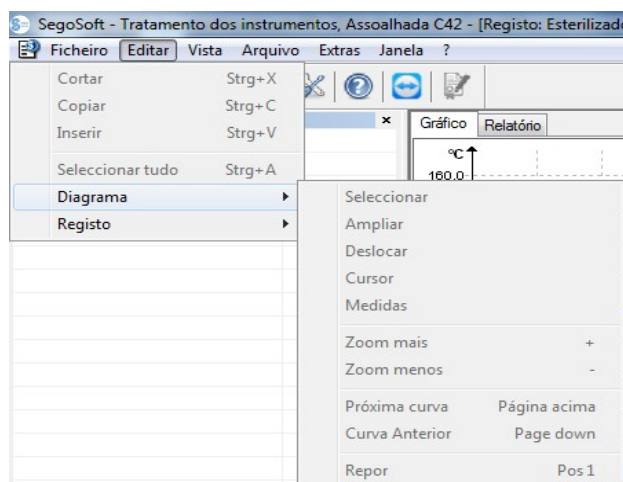 SegoSoft - Tratamento dos instrumentos, Assoalhada C42 - [Registo: Esterilizado
Ficheiro Editar Vista Arquivo Extras Janela ?
Cortar Strg+X
Copiar Strg+C
Inserir Strg+V
Seleccionar tudo Strg+A
Diagrama
Registo
Gráfico Relatório
°C
160.0
Seleccionar
Ampliar
Deslocar
Cursor
Medidas
Zoom mais +
Zoom menos -
Próxima curva Página acima
Curva Anterior Page down
Repor Pos 1